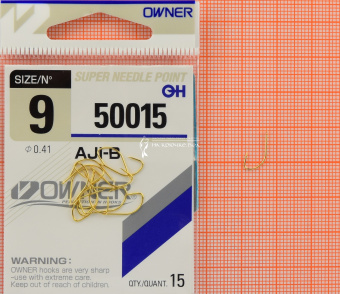 OWNER
SIZE/N°
9
Φ 0.41
SUPER NEEDLE POINT
OH
50015
AJI-B
OWNER
WARNING:
OWNER hooks are very sharp
-use with extreme care.
Keep out of reach of children.
QTY./QUANT. 15